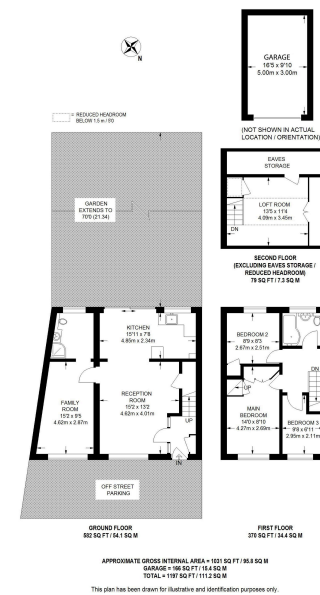 GARAGE
16'5 x 9'10
5.00m x 3.00m
N
= REDUCED HEADROOM
BELOW 1.5 m / 5'0
(NOT SHOWN IN ACTUAL
LOCATION / ORIENTATION)
EAVES
STORAGE
LOFT ROOM
13'5 x 11'4
4.09m x 3.45m
DN
GARDEN
EXTENDS TO
70'0 (21.34)
SECOND FLOOR
(EXCLUDING EAVES STORAGE /
REDUCED HEADROOM)
79 SQ FT / 7.3 SQ M
KITCHEN
15'11 x 7'8
4.85m x 2.34m
BEDROOM 2
8'9 x 8'3
2.67m x 2.51m
DN
FAMILY
ROOM
15'2 x 9'5
4.62m x 2.87m
RECEPTION
ROOM
15'2 x 13'2
4.62m x 4.01m
UP
IN
UP
MAIN
BEDROOM
14'0 x 8'10
4.27m x 2.69m
BEDROOM 3
9'8 x 6'11
2.95m x 2.11m
OFF STREET
PARKING
GROUND FLOOR
582 SQ FT / 54.1 SQ M
FIRST FLOOR
370 SQ FT / 34.4 SQ M
APPROXIMATE GROSS INTERNAL AREA = 1031 SQ FT / 95.8 SQ M
GARAGE = 166 SQ FT / 15.4 SQ M
TOTAL = 1197 SQ FT / 111.2 SQ M
This plan has been drawn for illustrative and identification purposes only.